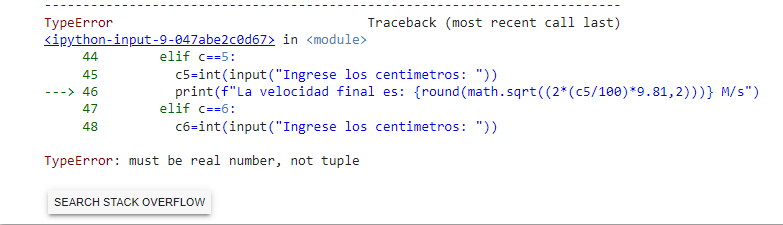 ---------------------------------------------------------------------------
TypeError                                 Traceback (most recent call last)
<ipython-input-9-047abe2c0d67> in <module>
     44         elif c==5:
     45           c5=int(input("Ingrese los centimetros: "))
---> 46           print(f"La velocidad final es: {round(math.sqrt((2*(c5/100)*9.81,2)))} M/s")
     47         elif c==6:
     48           c6=int(input("Ingrese los centimetros: "))
TypeError: must be real number, not tuple
SEARCH STACK OVERFLOW